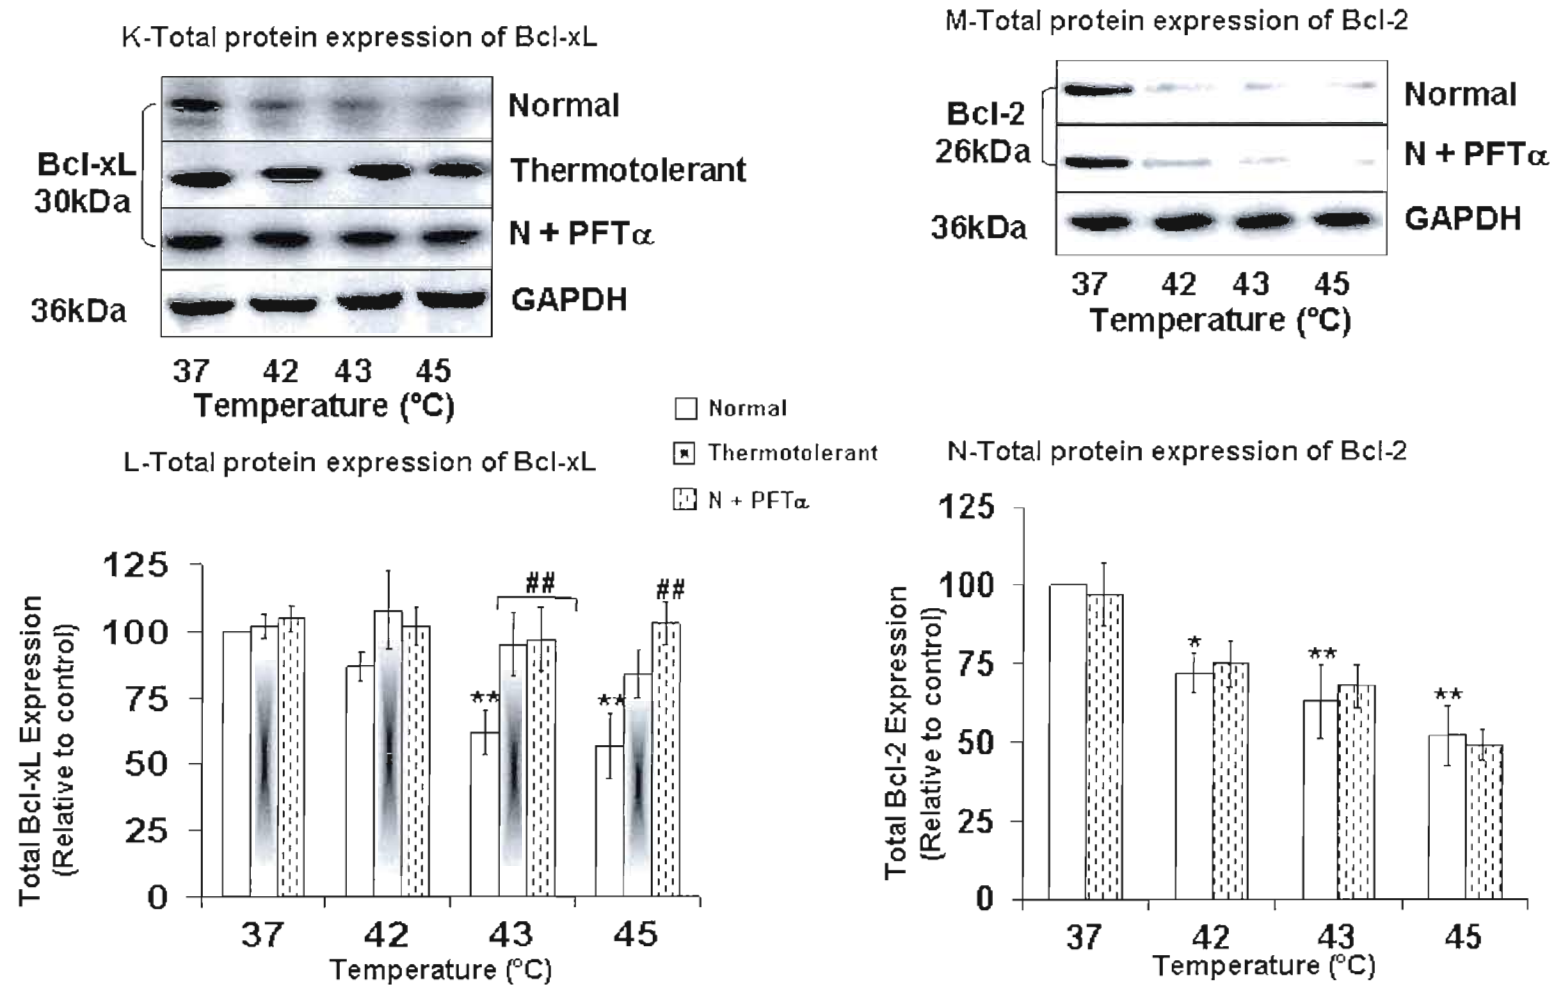 K-Total protein expression of Bcl-xL
Normal
Bcl-xL
30kDa
Thermotolerant
N + PFTα
36kDa
GAPDH
37 42 43 45
Temperature (ºC)
M-Total protein expression of Bcl-2
Normal
Bcl-2
26kDa
N + PFTα
36kDa
GAPDH
37 42 43 45
Temperature (ºC)
Normal
Thermotolerant
N + PFTα
L-Total protein expression of Bcl-xL
Total Bcl-xL Expression
(Relative to control)
125
100
75
50
25
0
**
##
**
##
37 42 43 45
Temperature (ºC)
N-Total protein expression of Bcl-2
Total Bcl-2 Expression
(Relative to control)
125
100
75
50
25
0
*
**
**
37 42 43 45
Temperature (ºC)